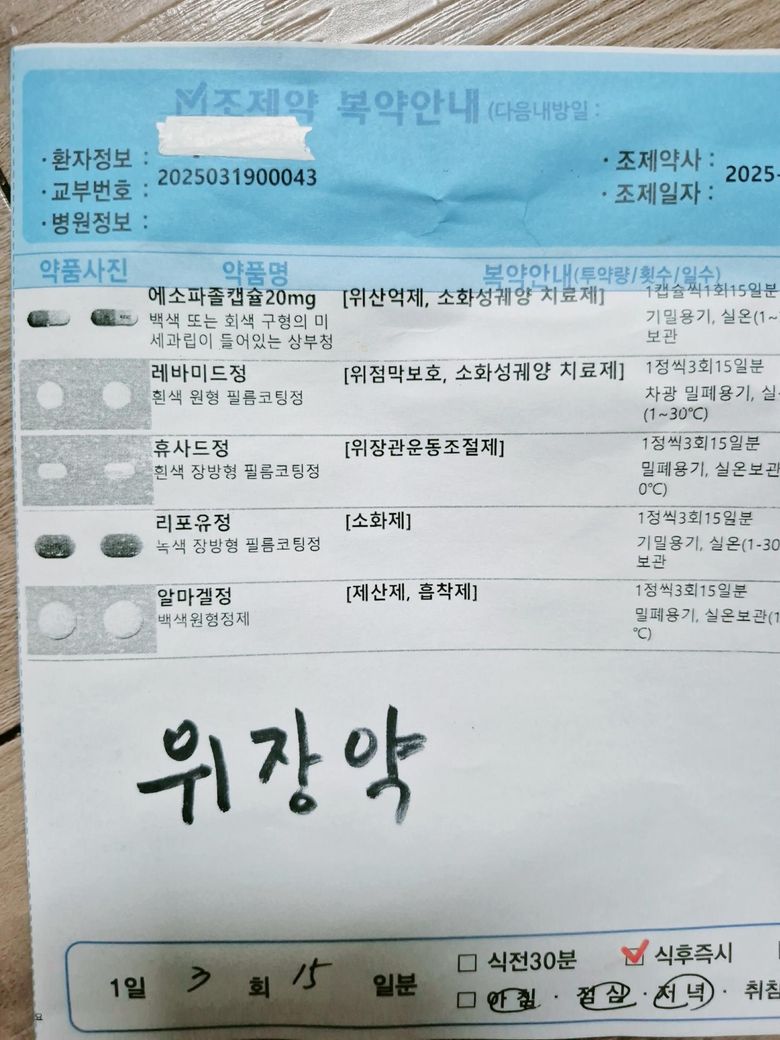 조제약 복약안내 (다음내방일 :
· 환자정보 :
· 교부번호 : 2025031900043
· 병원정보 :
· 조제약사 :
· 조제일자 : 2025-
약품사진 약품명 복약안내(투약량/횟수/일수)
에소파졸캡슐20mg [위산억제, 소화성궤양 치료제] 1캡슐씩1회15일분
백색 또는 회색 구형의 미 기밀용기, 실온(1~
세과립이 들어있는 상부청 보관
레바미드정 [위점막보호, 소화성궤양 치료제] 1정씩3회15일분
흰색 원형 필름코팅정 차광 밀폐용기, 실
(1~30℃)
휴사드정 [위장관운동조절제] 1정씩3회15일분
흰색 장방형 필름코팅정 밀폐용기, 실온보관
0℃)
리포유정 [소화제] 1정씩3회15일분
녹색 장방형 필름코팅정 기밀용기, 실온(1-30
보관
알마겔정 [제산제, 흡착제] 1정씩3회15일분
백색원형정제 밀폐용기, 실온보관(1
℃)
위장약
1일 3 회 15 일분
□ 식전30분 ☑ 식후즉시
□ 아침 · 점심 · 저녁 · 취침
요